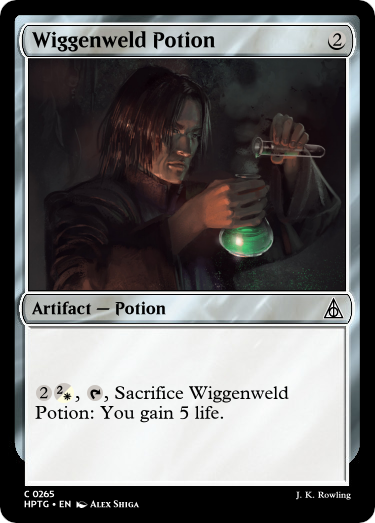 Wiggenweld Potion 2
Artifact — Potion
2 2, Sacrifice Wiggenweld
Potion: You gain 5 life.
C 0265 J. K. Rowling
HPTG • EN ALEX SHIGA